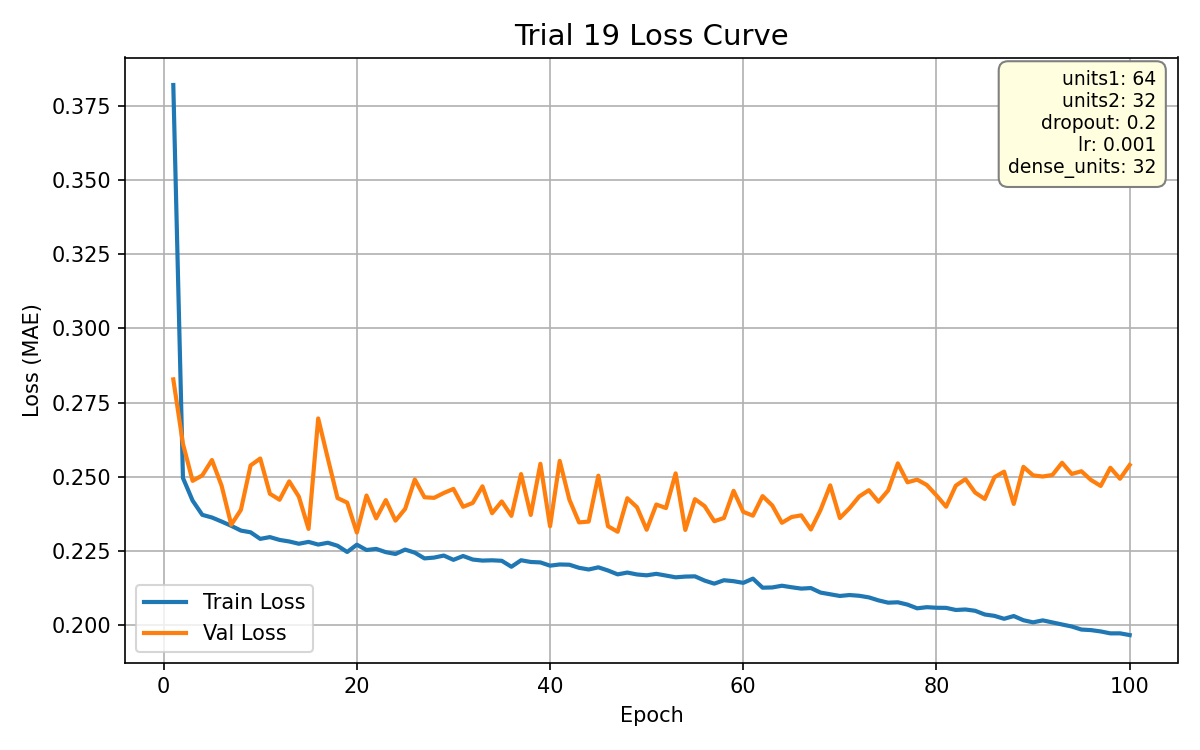 Trial 19 Loss Curve
units1: 64
units2: 32
dropout: 0.2
lr: 0.001
dense_units: 32
Loss (MAE)
0.375
0.350
0.325
0.300
0.275
0.250
0.225
0.200
Train Loss
Val Loss
0 20 40 60 80 100
Epoch